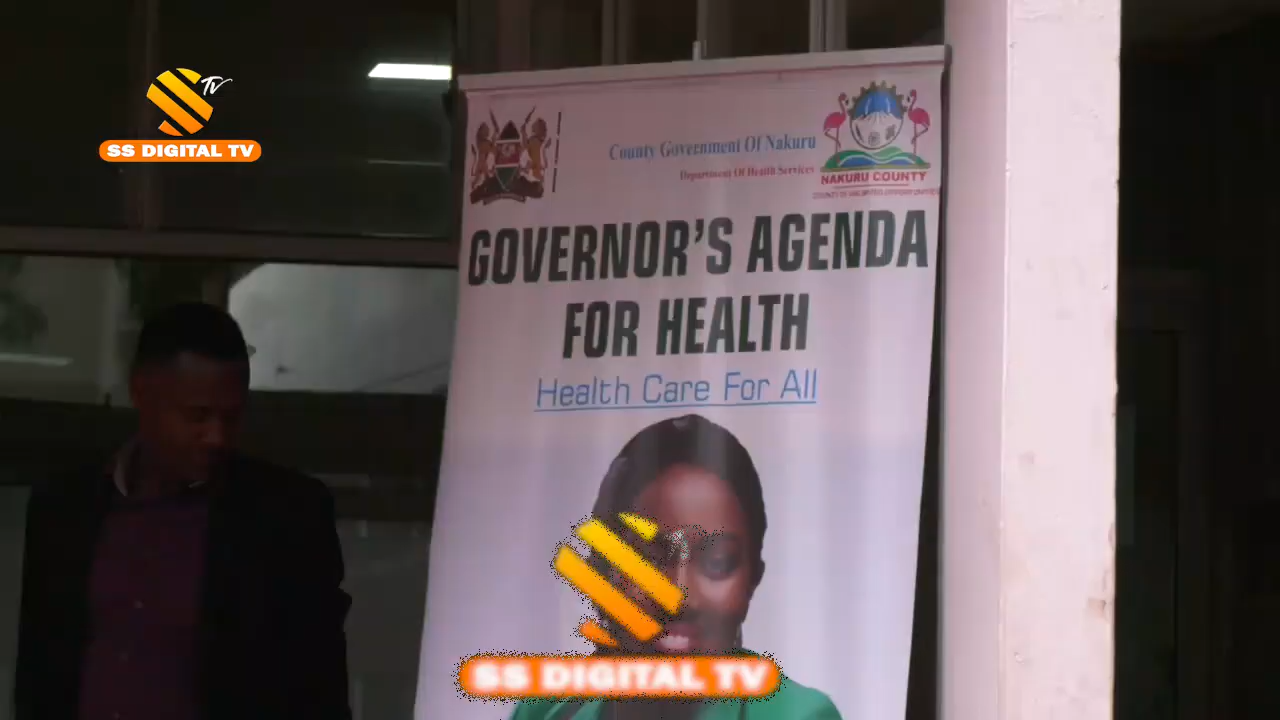 TV
SS DIGITAL TV
County Government Of Nakuru
Department Of Health Services
NAKURU COUNTY
GOVERNOR'S AGENDA
FOR HEALTH
Health Care For All
SS DIGITAL TV